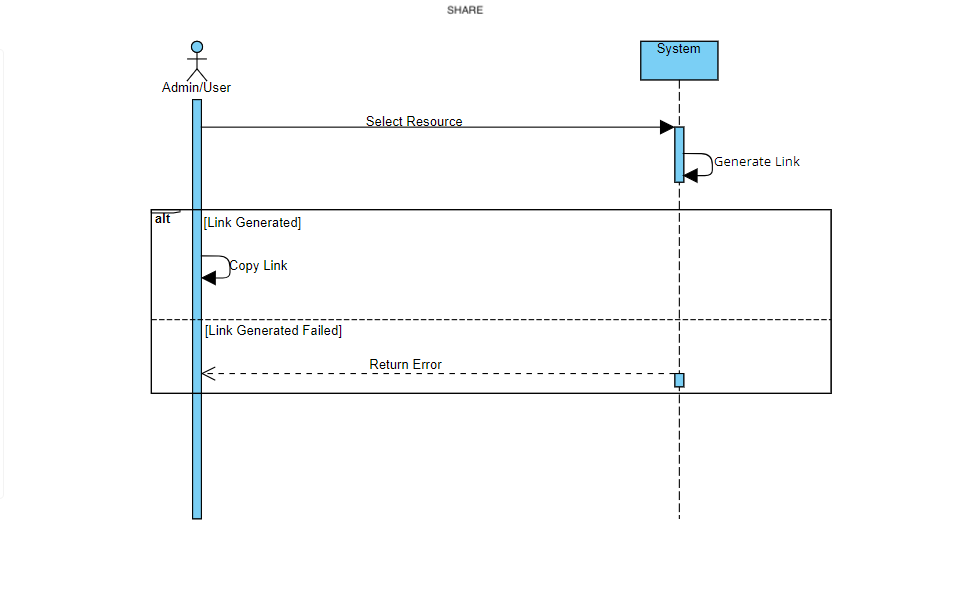 SHARE
System
Admin/User
Select Resource
Generate Link
alt
[Link Generated]
Copy Link
[Link Generated Failed]
Return Error